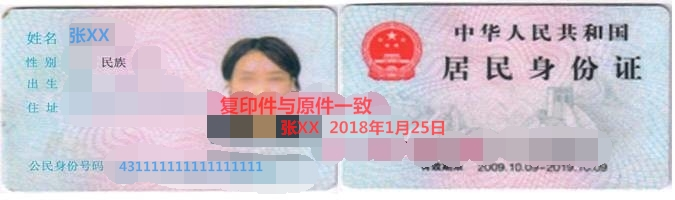 姓名 张XX
性别 民族
出生
住址
公民身份号码 431111111111111111
中华人民共和国
居民身份证
复印件与原件一致
张XX 2018年1月25日
2009.10.09-2019.10.09